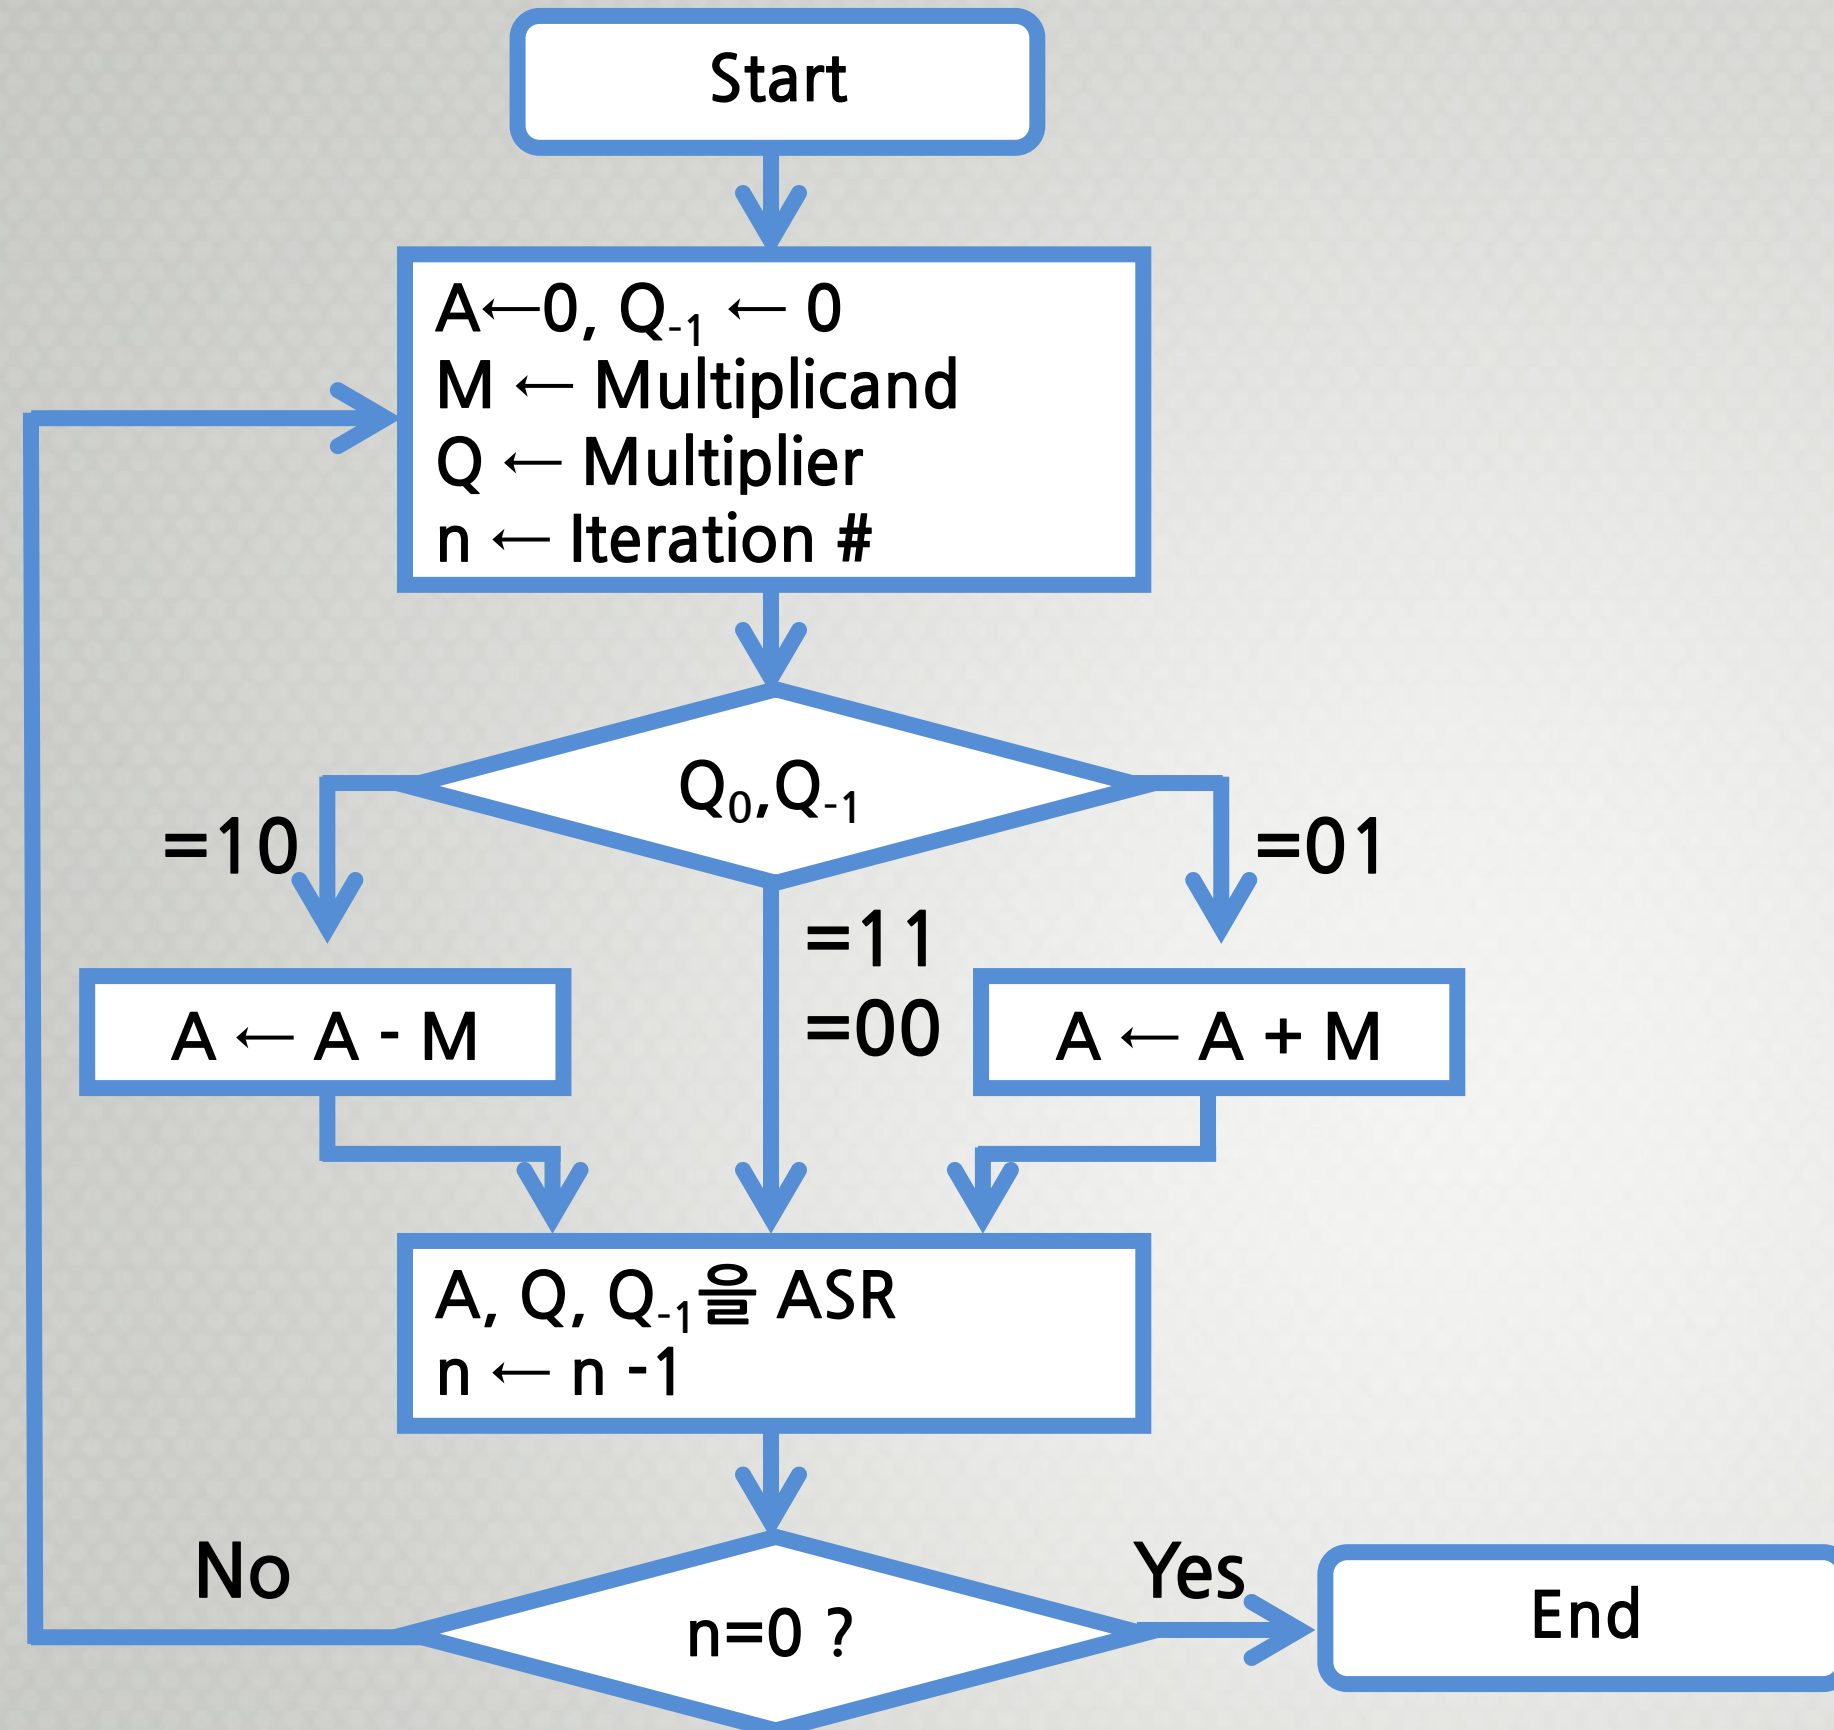 Start
A←0, Q₋₁ ← 0
M ← Multiplicand
Q ← Multiplier
n ← Iteration #
Q₀,Q₋₁
=10
=01
=11
=00
A ← A - M
A ← A + M
A, Q, Q₋₁을 ASR
n ← n -1
No
Yes
n=0 ?
End